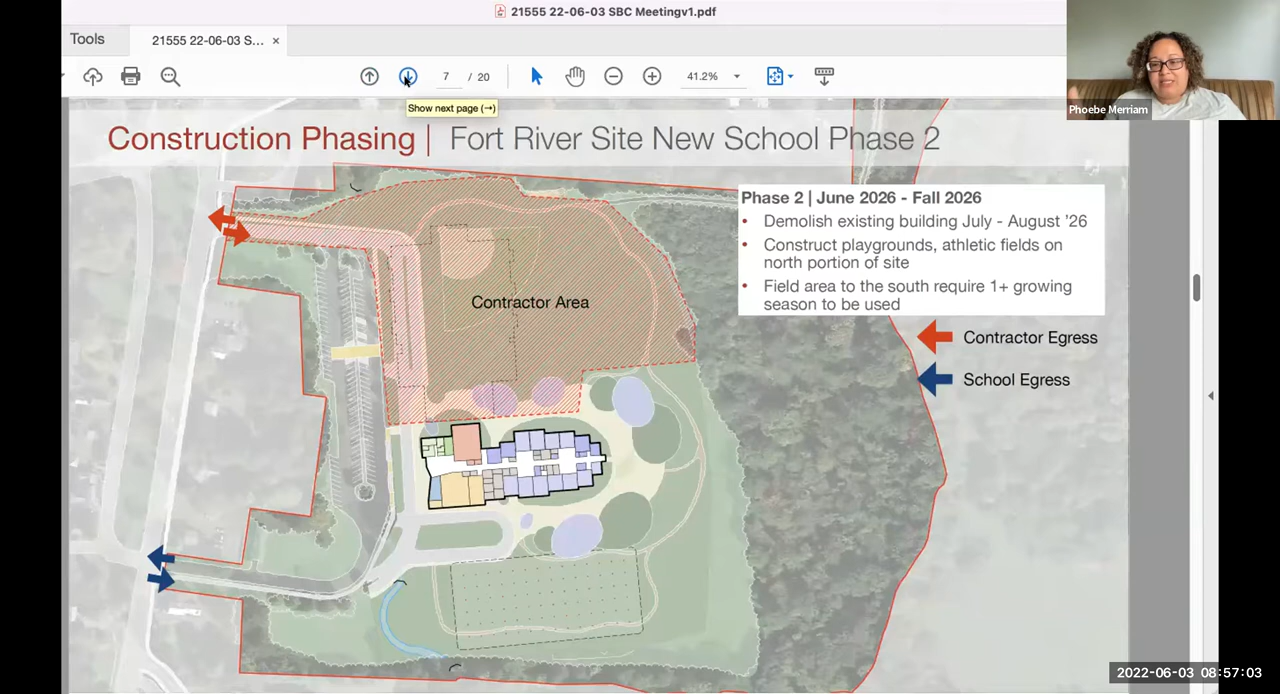 21555 22-06-03 SBC Meetingv1.pdf
Tools
21555 22-06-03 S... ×
7 / 20
41.2%
Show next page (→)
Phoebe Merriam
Construction Phasing | Fort River Site New School Phase 2
Phase 2 | June 2026 - Fall 2026
• Demolish existing building July - August '26
• Construct playgrounds, athletic fields on
north portion of site
• Field area to the south require 1+ growing
season to be used
Contractor Area
Contractor Egress
School Egress
2022-06-03 08:57:03